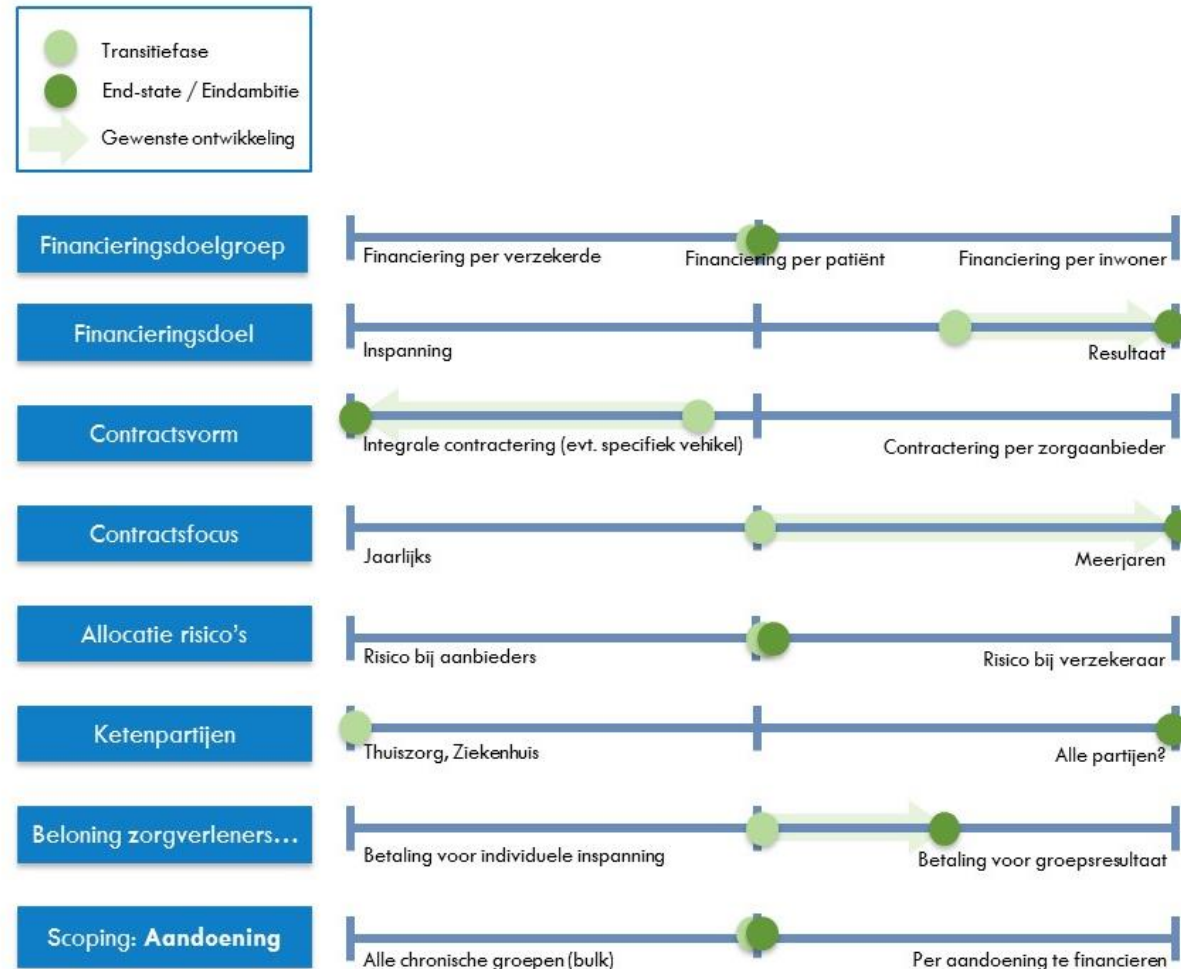 Transitiefase
End-state / Eindambitie
Gewenste ontwikkeling
Financieringsdoelgroep
Financiering per verzekerde
Financiering per patiënt
Financiering per inwoner
Financieringsdoel
Inspanning
Resultaat
Contractsvorm
Integrale contractering (evt. specifiek vehikel)
Contractering per zorgaanbieder
Contractsfocus
Jaarlijks
Meerjaren
Allocatie risico's
Risico bij aanbieders
Risico bij verzekeraar
Ketenpartijen
Thuiszorg, Ziekenhuis
Alle partijen?
Beloning zorgverleners...
Betaling voor individuele inspanning
Betaling voor groepsresultaat
Scoping: Aandoening
Alle chronische groepen (bulk)
Per aandoening te financieren